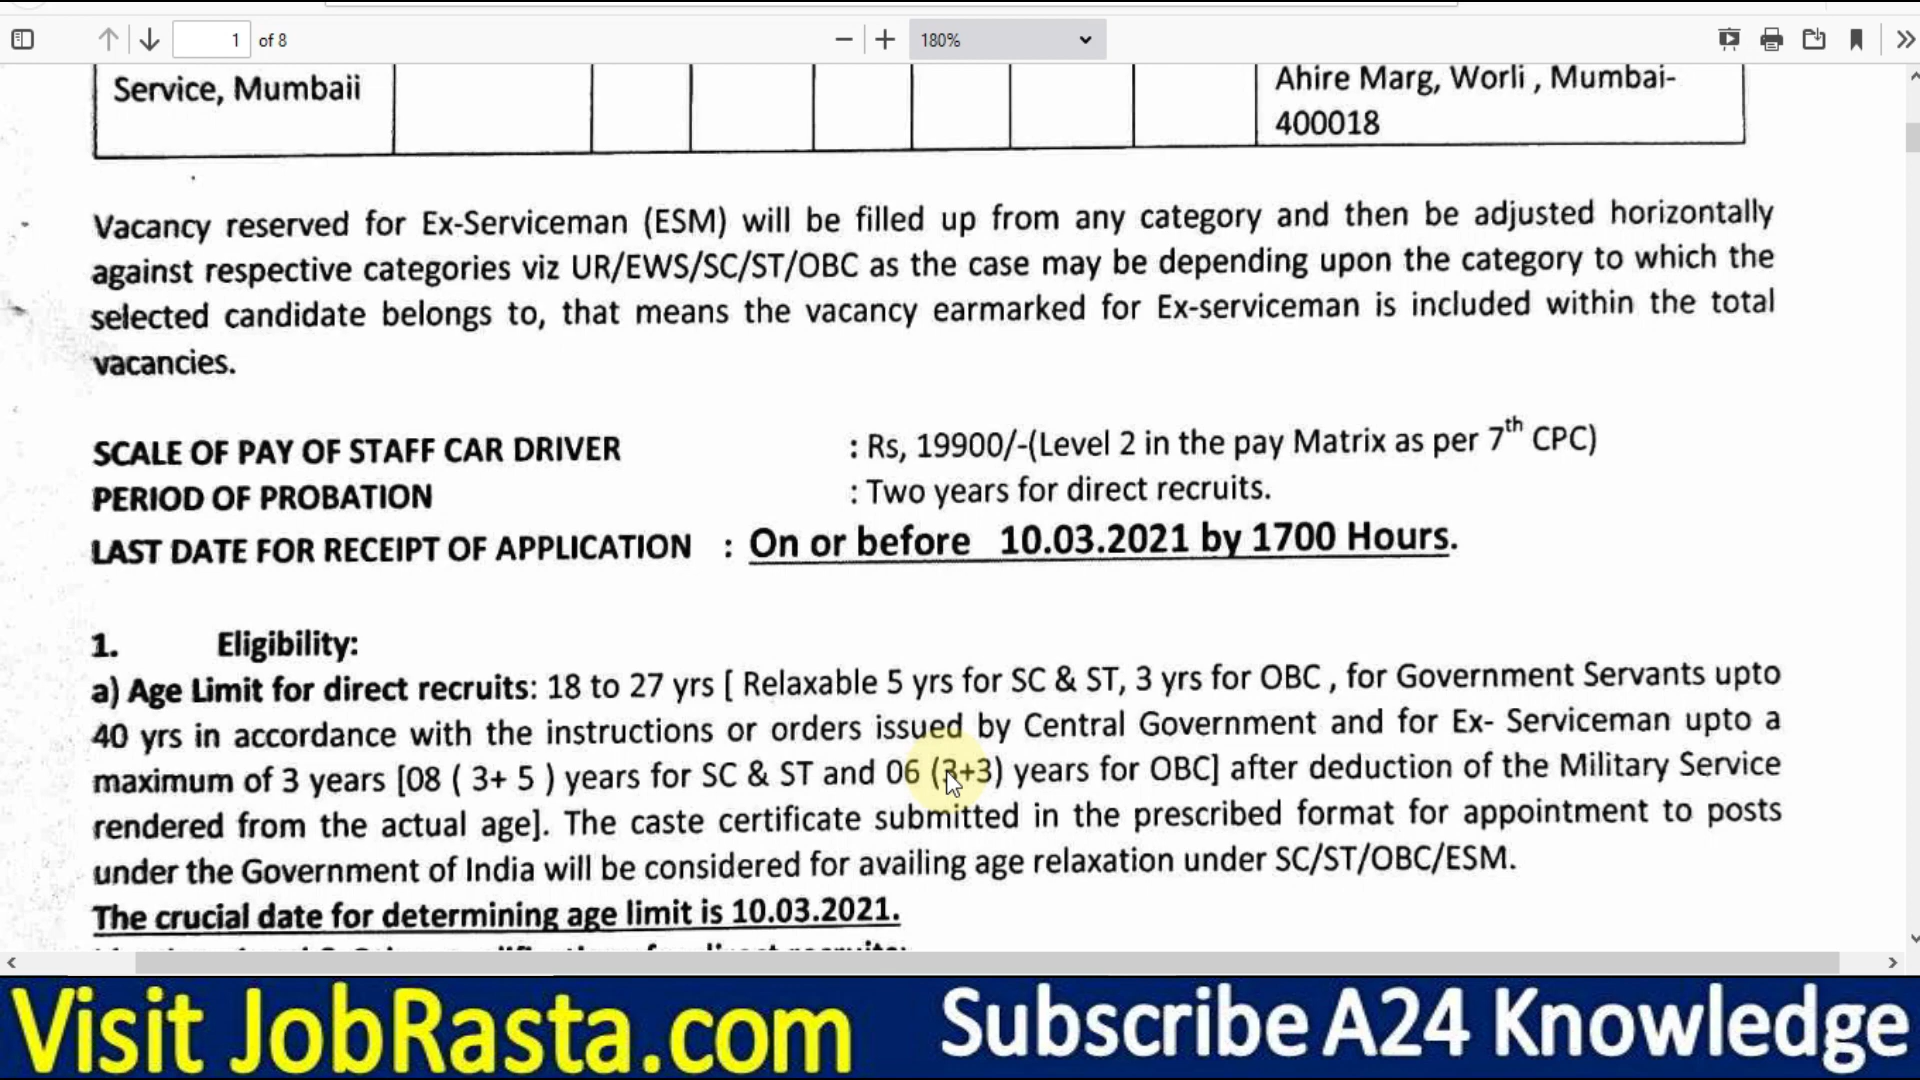 1 of 8
180%
Service, Mumbaii
Ahire Marg, Worli , Mumbai-
400018
Vacancy reserved for Ex-Serviceman (ESM) will be filled up from any category and then be adjusted horizontally
against respective categories viz UR/EWS/SC/ST/OBC as the case may be depending upon the category to which the
selected candidate belongs to, that means the vacancy earmarked for Ex-serviceman is included within the total
vacancies.
SCALE OF PAY OF STAFF CAR DRIVER : Rs, 19900/-(Level 2 in the pay Matrix as per 7th CPC)
PERIOD OF PROBATION : Two years for direct recruits.
LAST DATE FOR RECEIPT OF APPLICATION : On or before 10.03.2021 by 1700 Hours.
1. Eligibility:
a) Age Limit for direct recruits: 18 to 27 yrs [ Relaxable 5 yrs for SC & ST, 3 yrs for OBC , for Government Servants upto
40 yrs in accordance with the instructions or orders issued by Central Government and for Ex- Serviceman upto a
maximum of 3 years [08 ( 3+ 5 ) years for SC & ST and 06 (3+3) years for OBC] after deduction of the Military Service
rendered from the actual age]. The caste certificate submitted in the prescribed format for appointment to posts
under the Government of India will be considered for availing age relaxation under SC/ST/OBC/ESM.
The crucial date for determining age limit is 10.03.2021.
Visit JobRasta.com Subscribe A24 Knowledge